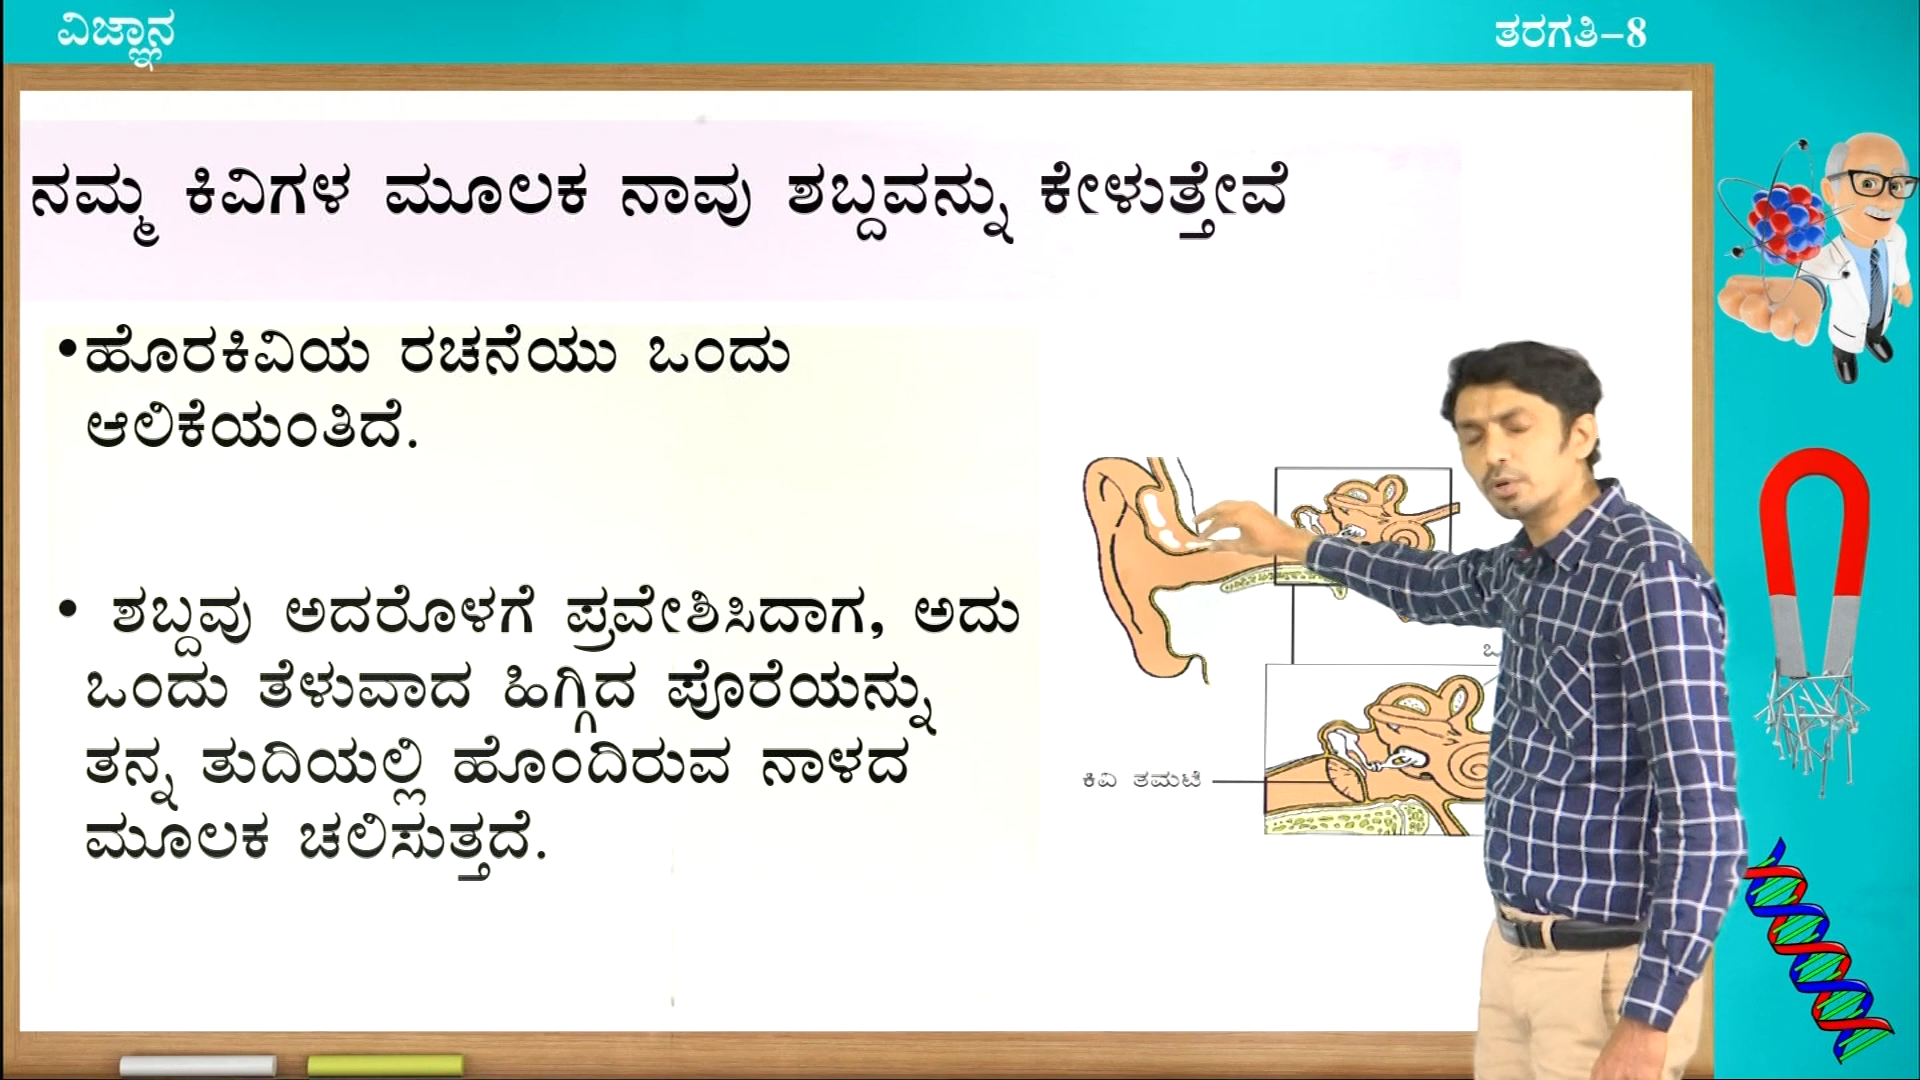 ವಿಜ್ಞಾನ
ತರಗತಿ-8
ನಮ್ಮ ಕಿವಿಗಳ ಮೂಲಕ ನಾವು ಶಬ್ದವನ್ನು ಕೇಳುತ್ತೇವೆ
•ಹೊರಕಿವಿಯ ರಚನೆಯು ಒಂದು
ಆಲಿಕೆಯಂತಿದೆ.
• ಶಬ್ದವು ಅದರೊಳಗೆ ಪ್ರವೇಶಿಸಿದಾಗ, ಅದು
ಒಂದು ತೆಳುವಾದ ಹಿಗ್ಗಿದ ಪೊರೆಯನ್ನು
ತನ್ನ ತುದಿಯಲ್ಲಿ ಹೊಂದಿರುವ ನಾಳದ
ಮೂಲಕ ಚಲಿಸುತ್ತದೆ.
ಕಿವಿ ತಮಟೆ